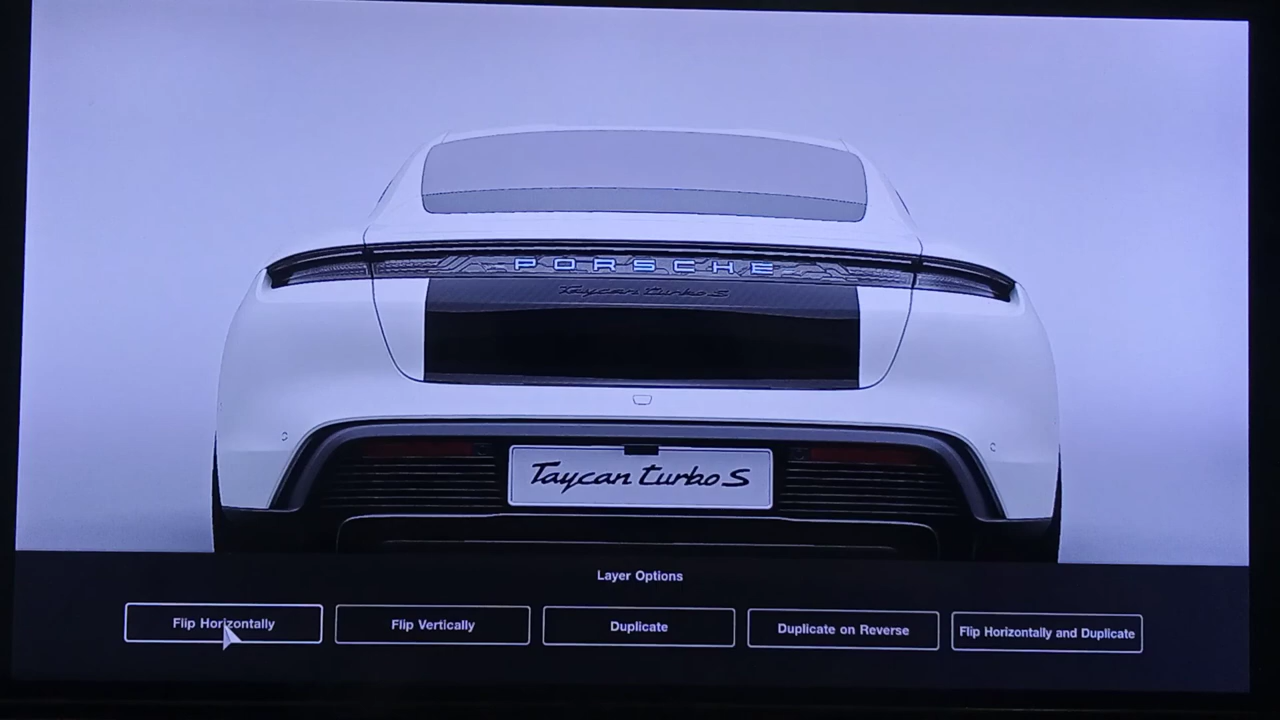 PORSCHE
Taycan turbo S
Taycan turbo S
Layer Options
Flip Horizontally
Flip Vertically
Duplicate
Duplicate on Reverse
Flip Horizontally and Duplicate